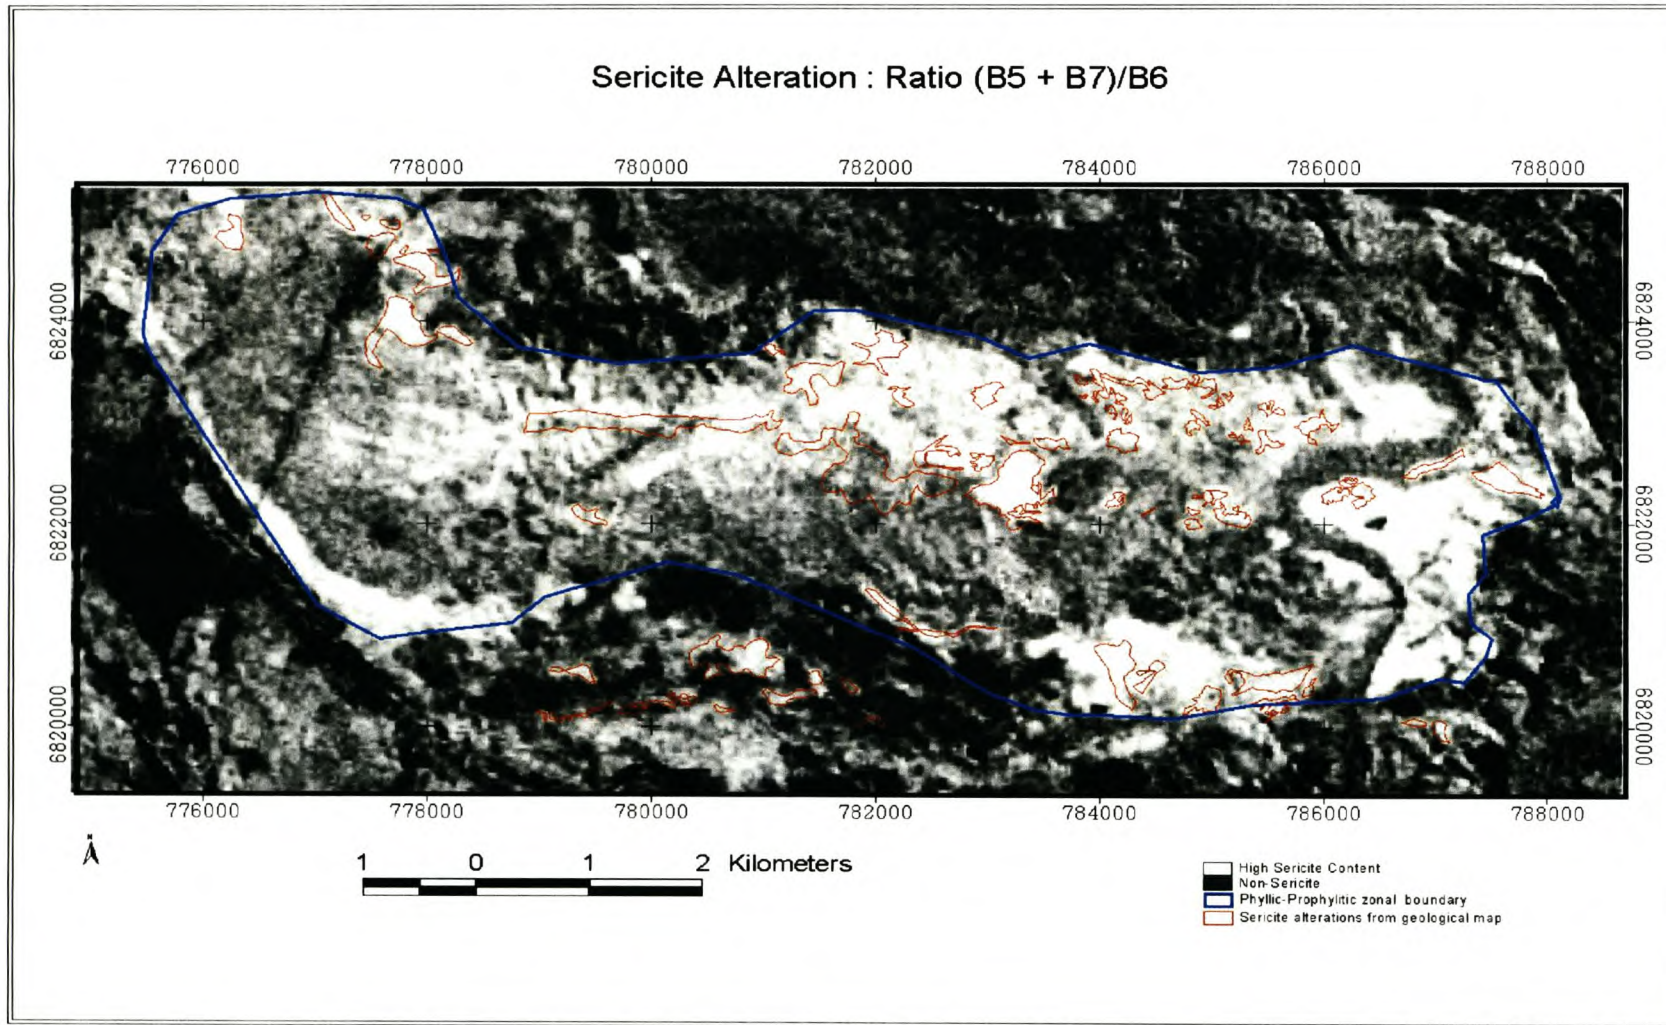 Sericite Alteration : Ratio (B5 + B7)/B6
776000 778000 780000 782000 784000 786000 788000
6824000 6824000
6822000 6822000
6820000 6820000
776000 778000 780000 782000 784000 786000 788000
N
1 0 1 2 Kilometers
High Sericite Content
Non-Sericite
Phyllic-Prophylitic zonal boundary
Sericite alterations from geological map